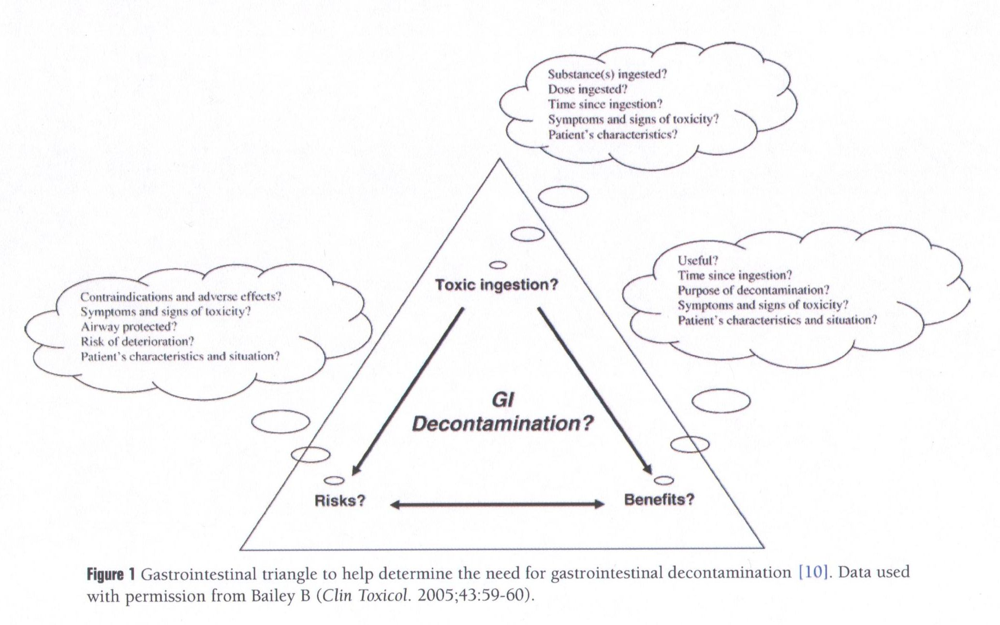 Substance(s) ingested?
Dose ingested?
Time since ingestion?
Symptoms and signs of toxicity?
Patient's characteristics?
Useful?
Time since ingestion?
Purpose of decontamination?
Symptoms and signs of toxicity?
Patient's characteristics and situation?
Contraindications and adverse effects?
Symptoms and signs of toxicity?
Airway protected?
Risk of deterioration?
Patient's characteristics and situation?
Toxic ingestion?
GI
Decontamination?
Risks?
Benefits?
Figure 1 Gastrointestinal triangle to help determine the need for gastrointestinal decontamination [10]. Data used
with permission from Bailey B (Clin Toxicol. 2005;43:59-60).